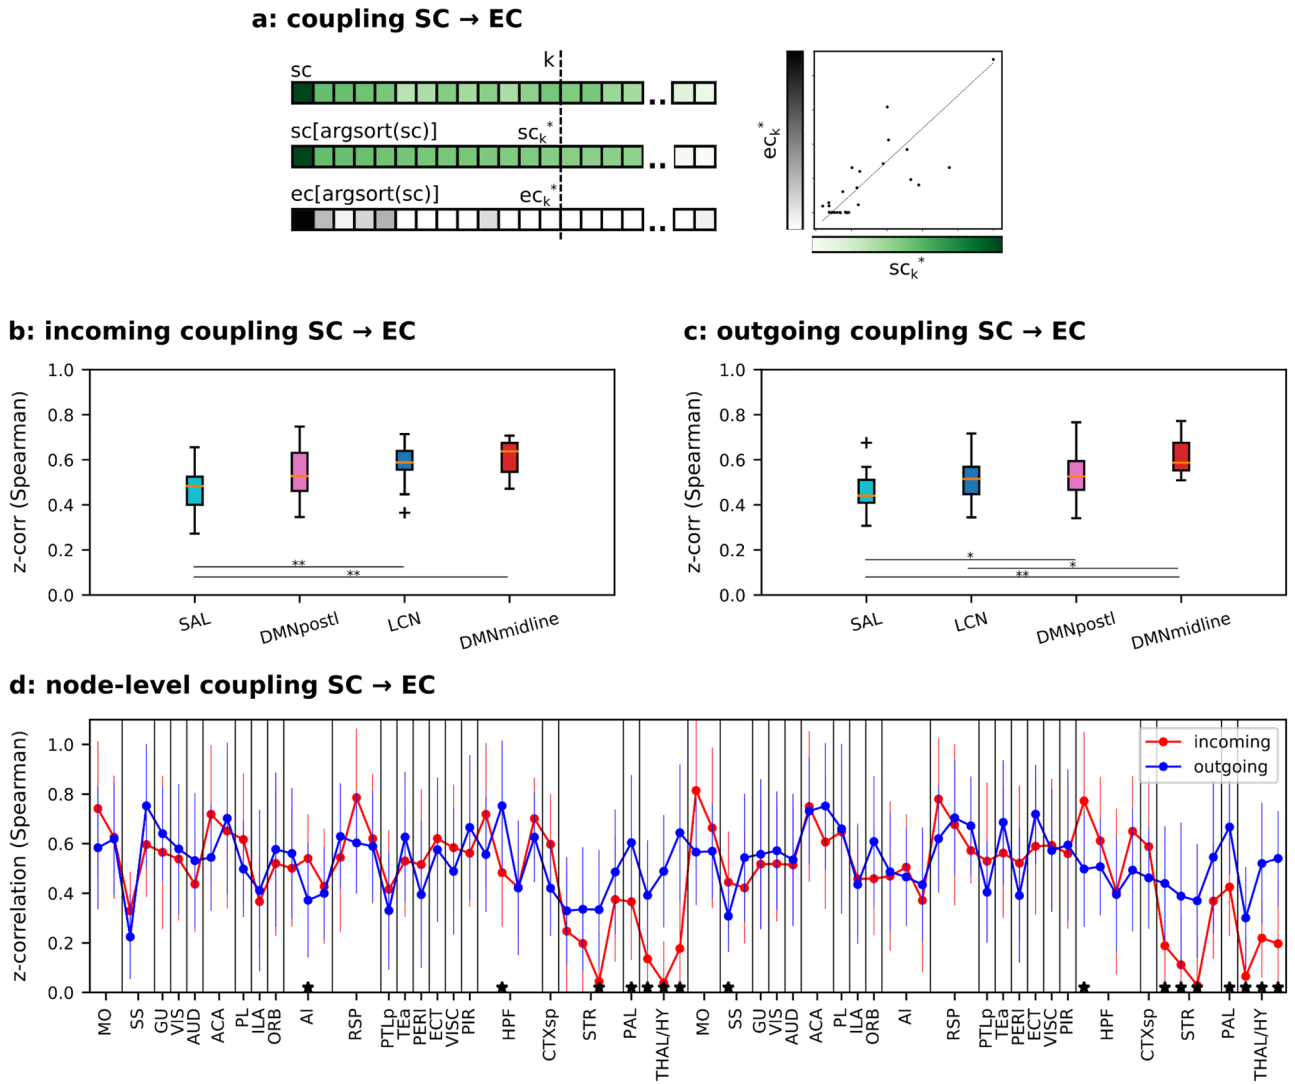 a: coupling SC → EC
sc
k
sc[argsort(sc)]
sc_k^*
ec[argsort(sc)]
ec_k^*
..
..
..
ec_k^*
sc_k^*
b: incoming coupling SC → EC
z-corr (Spearman)
1.0
0.8
0.6
0.4
0.2
0.0
**
**
SAL
DMNpostl
LCN
DMNmidline
c: outgoing coupling SC → EC
z-corr (Spearman)
1.0
0.8
0.6
0.4
0.2
0.0
*
*
**
SAL
LCN
DMNpostl
DMNmidline
d: node-level coupling SC → EC
z-correlation (Spearman)
1.0
0.8
0.6
0.4
0.2
0.0
incoming
outgoing
MO
SS
GU
VIS
AUD
ACA
PL
ILA
ORB
AI
RSP
PTLp
TEa
PERI
ECT
VISC
PIR
HPF
CTXsp
STR
PAL
THAL/HY
MO
SS
GU
VIS
AUD
ACA
PL
ILA
ORB
AI
RSP
PTLp
TEa
PERI
ECT
VISC
PIR
HPF
CTXsp
STR
PAL
THAL/HY